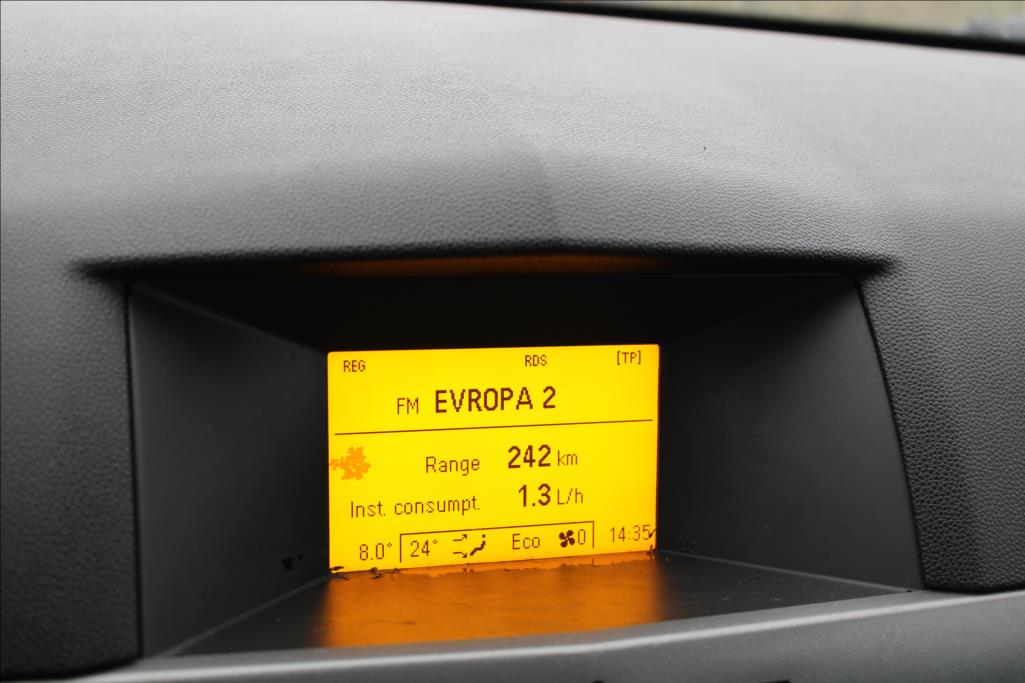 REG RDS [TP]
FM EVROPA 2
Range 242 km
Inst. consumpt. 1.3 L/h
8.0° 24° Eco 0 14:35